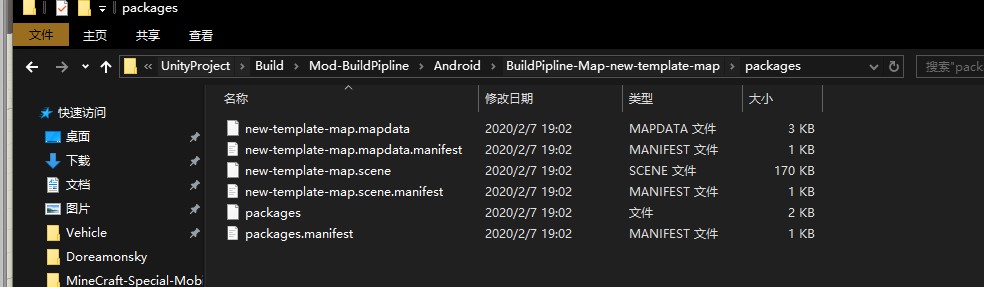 packages
文件 主页 共享 查看
« UnityProject › Build › Mod-BuildPipline › Android › BuildPipline-Map-new-template-map › packages 搜索"pack
名称 修改日期 类型 大小
快速访问
桌面
下载
文档
图片
Vehicle
Doreamonsky
MineCraft-Special-Mobi
new-template-map.mapdata 2020/2/7 19:02 MAPDATA 文件 3 KB
new-template-map.mapdata.manifest 2020/2/7 19:02 MANIFEST 文件 1 KB
new-template-map.scene 2020/2/7 19:02 SCENE 文件 170 KB
new-template-map.scene.manifest 2020/2/7 19:02 MANIFEST 文件 1 KB
packages 2020/2/7 19:02 文件 2 KB
packages.manifest 2020/2/7 19:02 MANIFEST 文件 1 KB